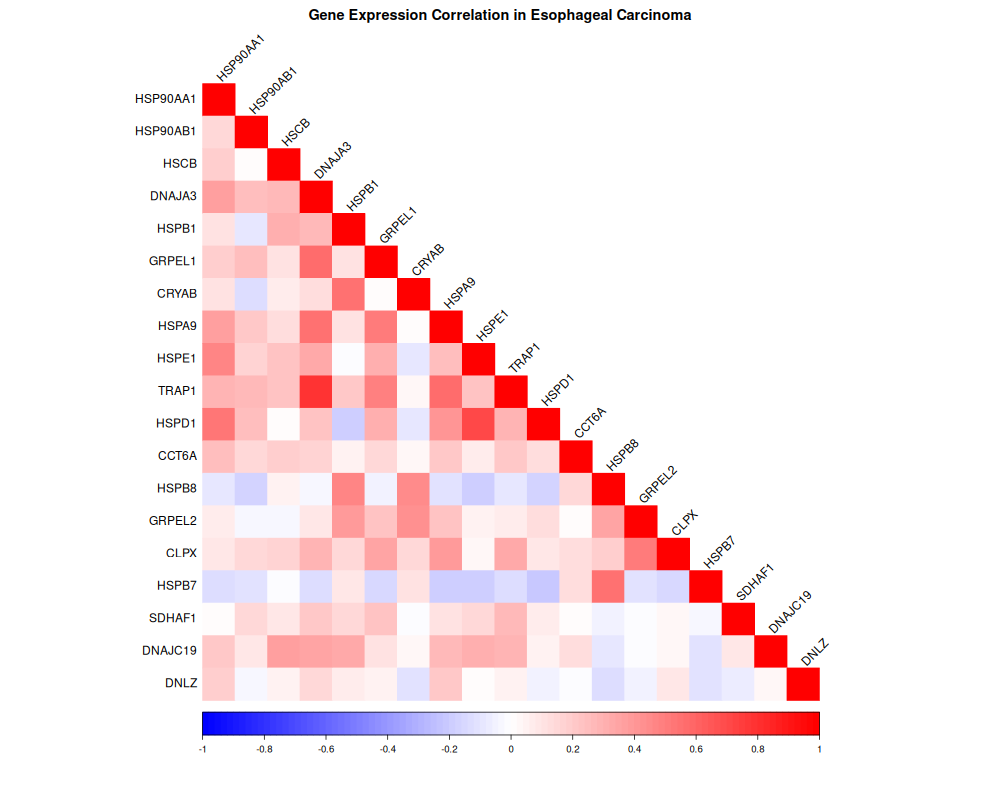 Gene Expression Correlation in Esophageal Carcinoma
HSP90AA1
HSP90AB1
HSCB
DNAJA3
HSPB1
GRPEL1
CRYAB
HSPA9
HSPE1
TRAP1
HSPD1
CCT6A
HSPB8
GRPEL2
CLPX
HSPB7
SDHAF1
DNAJC19
DNLZ
HSP90AA1
HSP90AB1
HSCB
DNAJA3
HSPB1
GRPEL1
CRYAB
HSPA9
HSPE1
TRAP1
HSPD1
CCT6A
HSPB8
GRPEL2
CLPX
HSPB7
SDHAF1
DNAJC19
DNLZ
-1 -0.8 -0.6 -0.4 -0.2 0 0.2 0.4 0.6 0.8 1